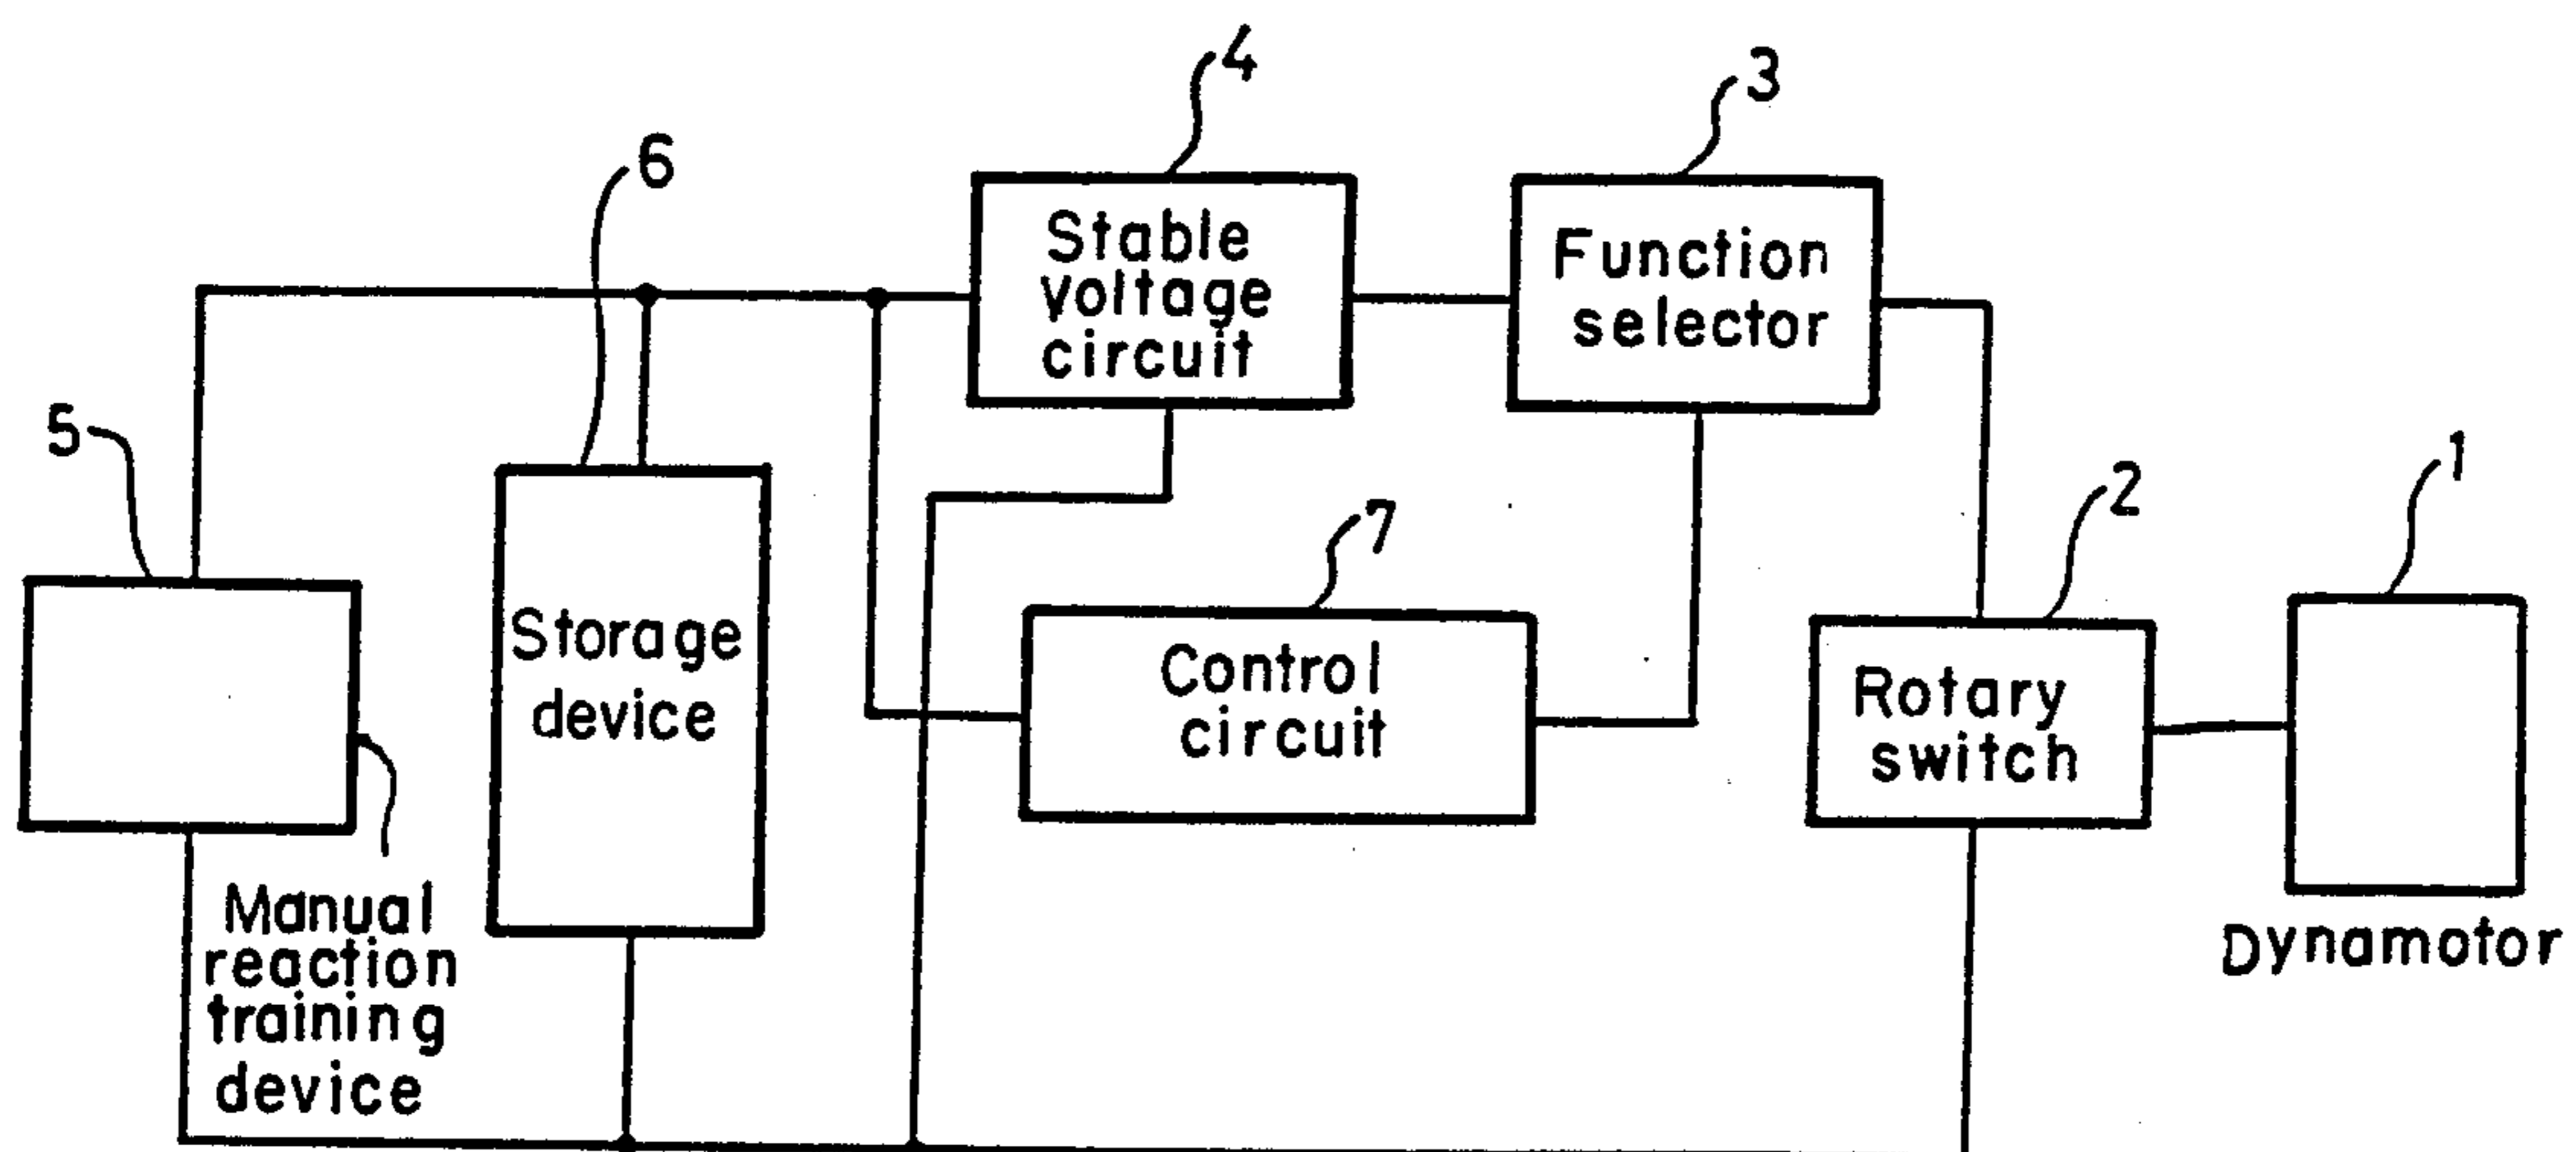 4
3
6
Stable
voltage
circuit
Function
selector
5
7
2
1
Storage
device
Control
circuit
Rotary
switch
Manual
reaction
training
device
Dynamotor